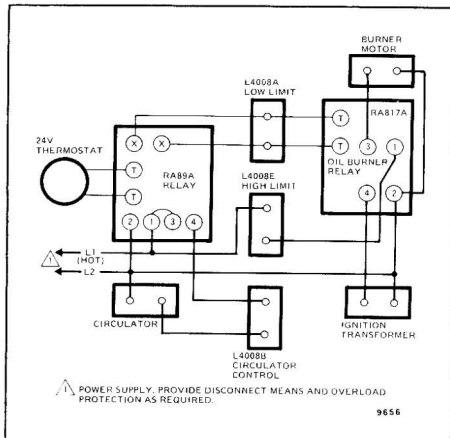 BURNER
MOTOR
L4008A
LOW LIMIT
RA817A
24V
THERMOSTAT
X X
T
T
RA89A
RELAY
T
T
3 1
OIL BURNER
RELAY
4 2
L4008E
HIGH LIMIT
2 1 3 4
1
L1
(HOT)
L2
CIRCULATOR
L4008B
CIRCULATOR
CONTROL
IGNITION
TRANSFORMER
1 POWER SUPPLY. PROVIDE DISCONNECT MEANS AND OVERLOAD
PROTECTION AS REQUIRED.
9656